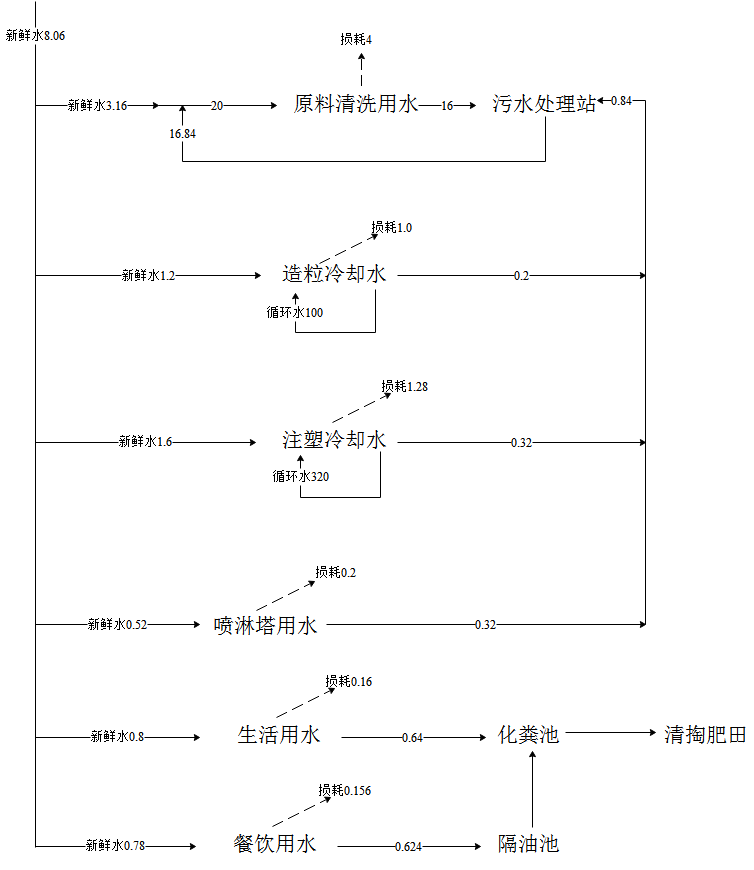 新鲜水8.06
损耗4
新鲜水3.16
20
原料清洗用水
16
污水处理站
0.84
16.84
损耗1.0
新鲜水1.2
造粒冷却水
0.2
循环水100
损耗1.28
新鲜水1.6
注塑冷却水
0.32
循环水320
损耗0.2
新鲜水0.52
喷淋塔用水
0.32
损耗0.16
新鲜水0.8
生活用水
0.64
化粪池
清掏肥田
损耗0.156
新鲜水0.78
餐饮用水
0.624
隔油池